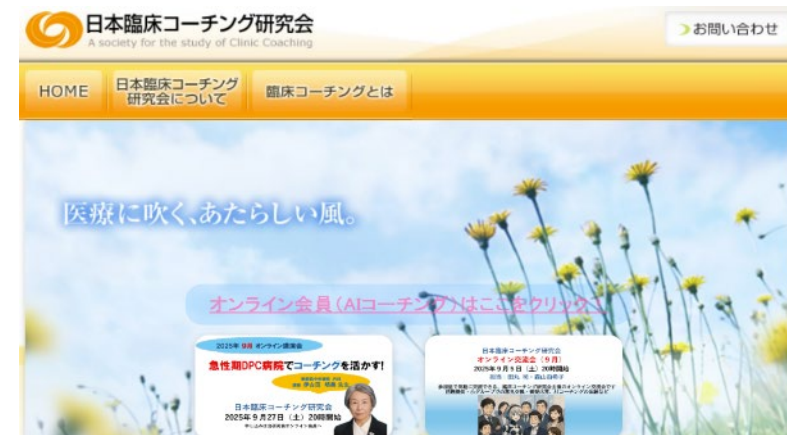 日本臨床コーチング研究会
A society for the study of Clinic Coaching
お問い合わせ
HOME
日本臨床コーチング
研究会について
臨床コーチングとは
医療に吹く、あたらしい風。
オンライン会員(AIコーチング)はここをクリック!
2025年 9月 オンライン講演会
急性期DPC病院でコーチングを活かす!
日本臨床コーチング研究会
2025年 9月27日 (土) 20時開始
日本臨床コーチング研究会
オンライン交流会(9月)
2025年 9月 9日 (土) 20時開始